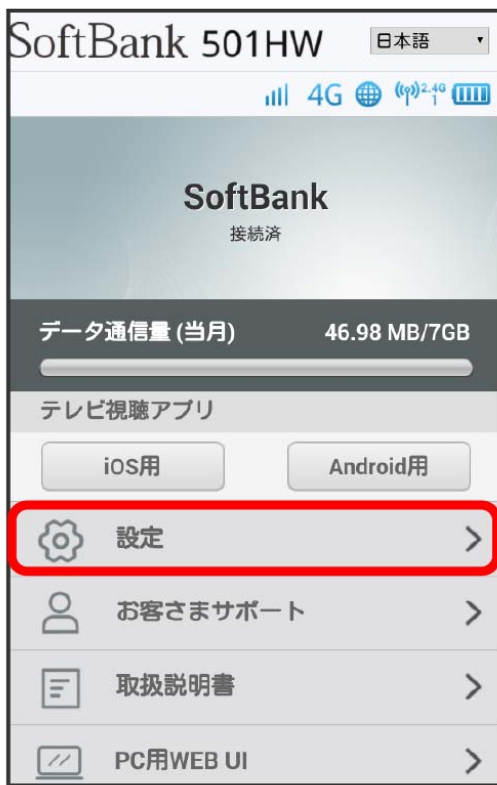 SoftBank 501HW 日本語
4G 2.4G 1
SoftBank
接続済
データ通信量 (当月) 46.98 MB/7GB
テレビ視聴アプリ
iOS用 Android用
設定
お客さまサポート
取扱説明書
PC用WEB UI